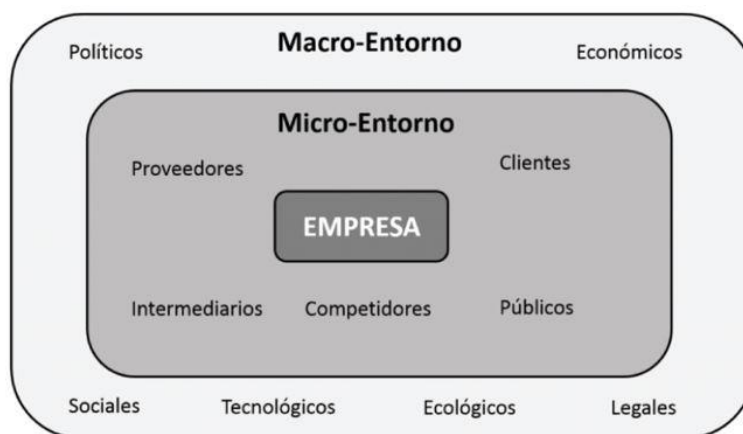 Macro-Entorno
Políticos Económicos
Micro-Entorno
Proveedores Clientes
EMPRESA
Intermediarios Competidores Públicos
Sociales Tecnológicos Ecológicos Legales